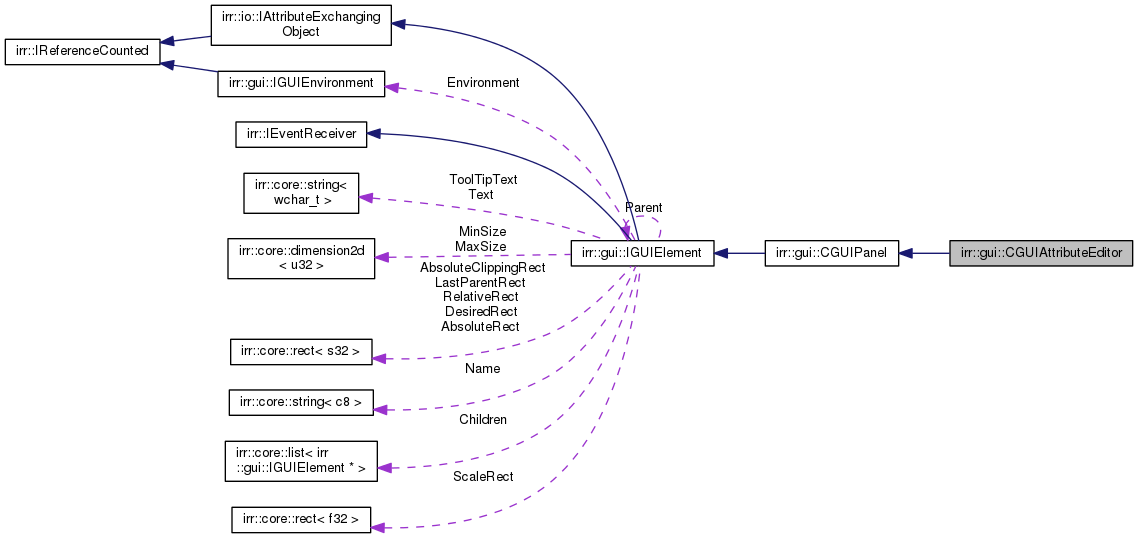 irr::io::IAttributeExchanging
Object
irr::IReferenceCounted
irr::gui::IGUIEnvironment
Environment
irr::IEventReceiver
irr::core::string<
wchar_t >
ToolTipText
Text
Parent
irr::core::dimension2d
< u32 >
MinSize
MaxSize
irr::gui::IGUIElement
irr::gui::CGUIPanel
irr::gui::CGUIAttributeEditor
AbsoluteClippingRect
LastParentRect
RelativeRect
DesiredRect
AbsoluteRect
irr::core::rect< s32 >
Name
irr::core::string< c8 >
Children
irr::core::list< irr
::gui::IGUIElement * >
ScaleRect
irr::core::rect< f32 >